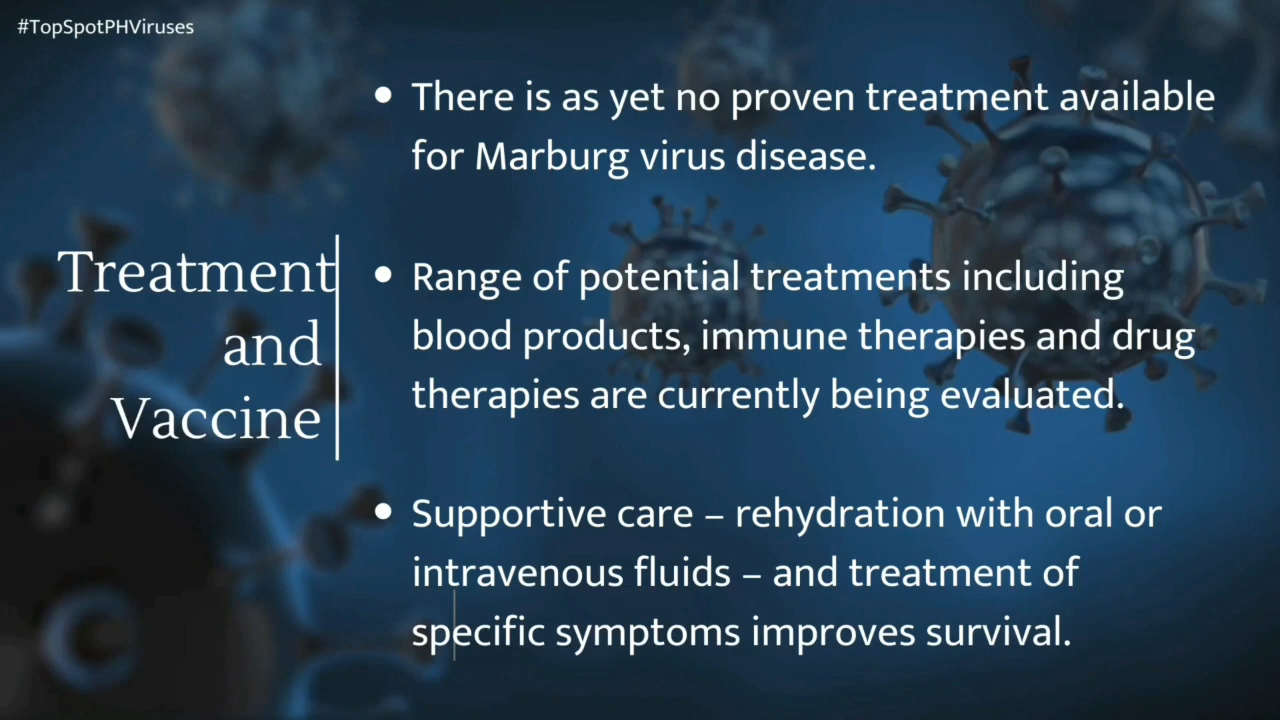 #TopSpotPHViruses
Treatment
and
Vaccine
• There is as yet no proven treatment available
for Marburg virus disease.
• Range of potential treatments including
blood products, immune therapies and drug
therapies are currently being evaluated.
• Supportive care – rehydration with oral or
intravenous fluids – and treatment of
specific symptoms improves survival.